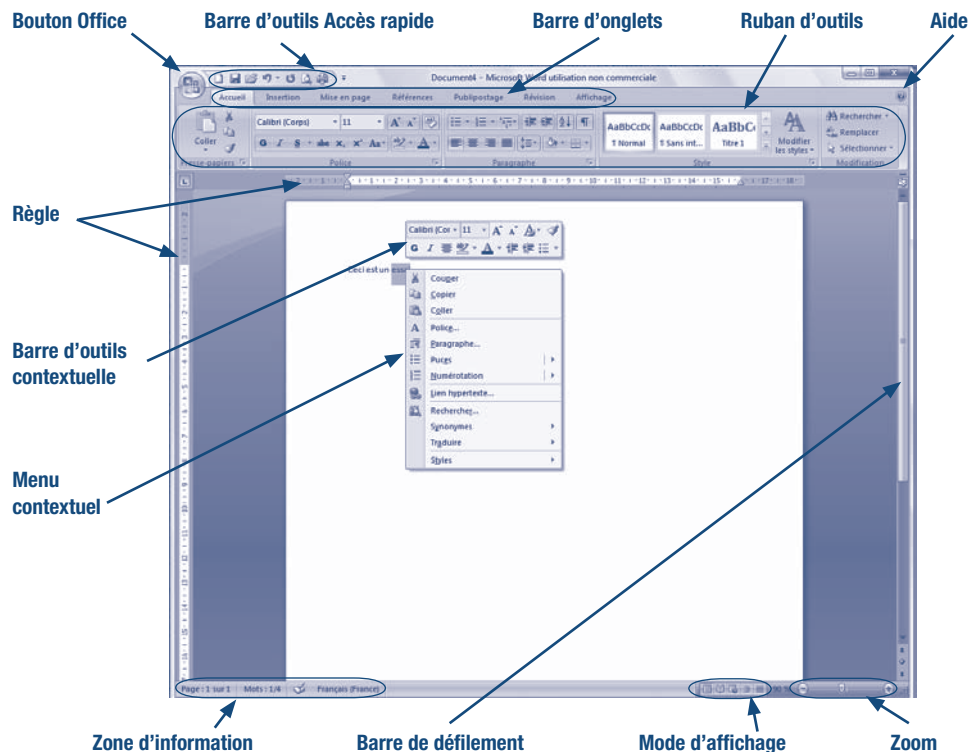 Bouton Office
Barre d'outils Accès rapide
Barre d'onglets
Ruban d'outils
Aide
Document4 - Microsoft Word utilisation non commerciale
Accueil Insertion Mise en page Références Publipostage Révision Affichage
Coller
Calibri (Corps) 11
G I S abc x, x' Aa
AaBbCcDc AaBbCcDc AaBbC
¶ Normal ¶ Sans int... Titre 1
Modifier les styles
Rechercher
Remplacer
Sélectionner
Presse-papiers Police Paragraphe Style Modification
Règle
Calibri (Cor 11
G I
Ceci est un essai
Couper
Copier
Coller
Police...
Paragraphe...
Puces
Numérotation
Lien hypertexte...
Rechercher...
Synonymes
Traduire
Styles
Barre d'outils
contextuelle
Menu
contextuel
Page : 1 sur 1 Mots : 1/4 Français (France)
Zone d'information
Barre de défilement
Mode d'affichage
Zoom